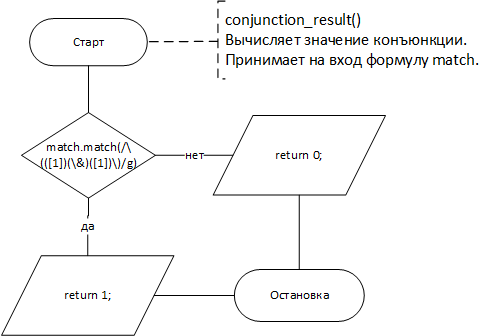 Старт
conjunction_result()
Вычисляет значение конъюнкции.
Принимает на вход формулу match.
match.match(/\
(([1])(\&)([1])\)/g)
нет
return 0;
да
return 1;
Остановка